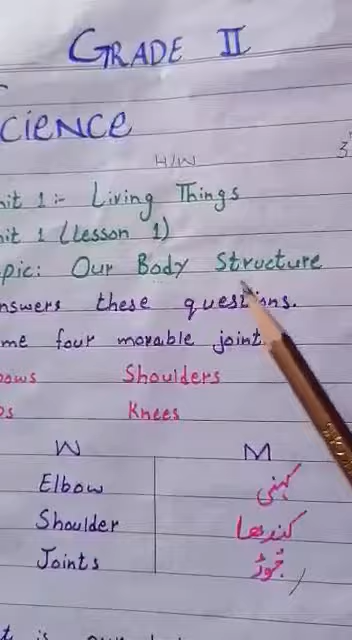 GRADE II
cience
H/W
nit 1:- Living Things
nit 1 (Lesson 1)
pic: Our Body Structure
nswers these questions.
me four movable joint
ows Shoulders
ps Knees
W M
Elbow کہنی
Shoulder کندھا
Joints جوڑ